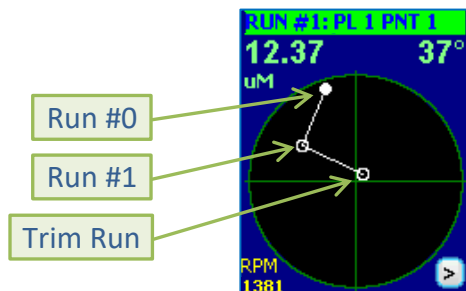 RUN #1: PL 1 PNT 1
12.37 37°
uM
Run #0
Run #1
Trim Run
RPM
1381
>